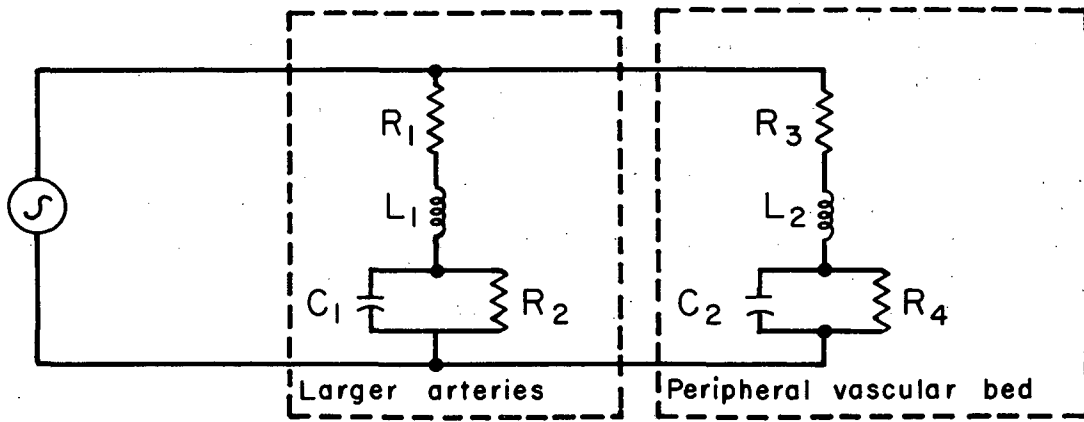 R1
L1
C1
R2
Larger arteries
R3
L2
C2
R4
Peripheral vascular bed